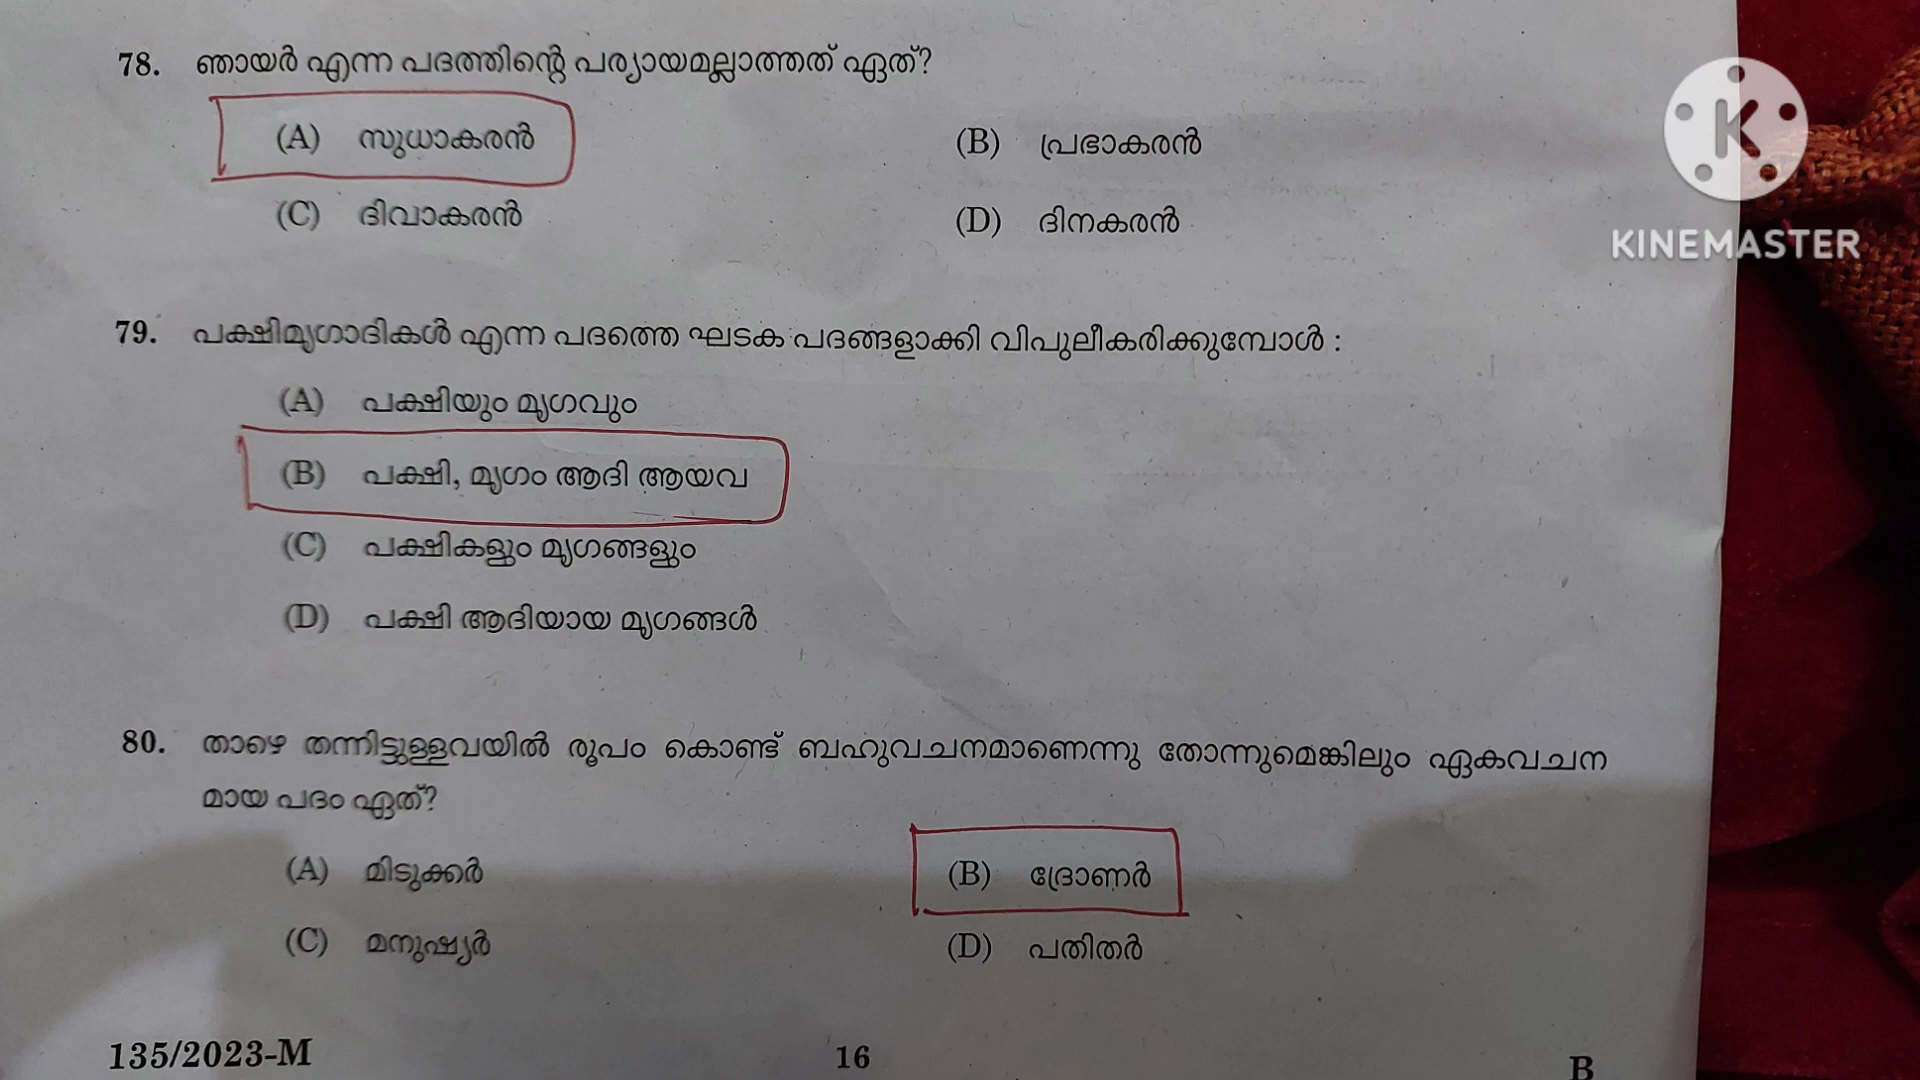 78. ഞായർ എന്ന പദത്തിന്റെ പര്യായമല്ലാത്തത് ഏത്?
(A) സുധാകരൻ (B) പ്രഭാകരൻ
(C) ദിവാകരൻ (D) ദിനകരൻ
K
KINEMASTER
79. പക്ഷിമൃഗാദികൾ എന്ന പദത്തെ ഘടക പദങ്ങളാക്കി വിപുലീകരിക്കുമ്പോൾ :
(A) പക്ഷിയും മൃഗവും
(B) പക്ഷി, മൃഗം ആദി ആയവ
(C) പക്ഷികളും മൃഗങ്ങളും
(D) പക്ഷി ആദിയായ മൃഗങ്ങൾ
80. താഴെ തന്നിട്ടുള്ളവയിൽ രൂപം കൊണ്ട് ബഹുവചനമാണെന്നു തോന്നുമെങ്കിലും ഏകവചന
മായ പദം ഏത്?
(A) മിടുക്കർ (B) ദ്രോണർ
(C) മനുഷ്യർ (D) പതിതർ
135/2023-M 16 B